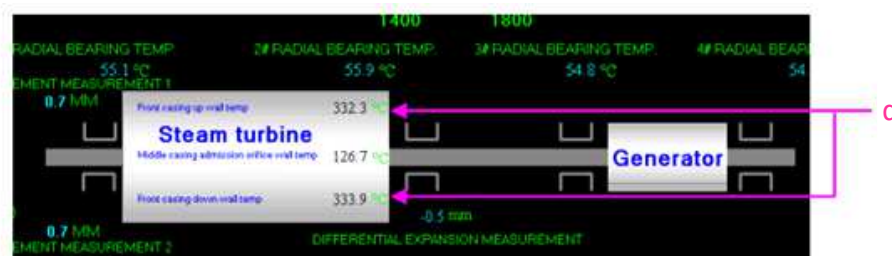 T400 T800
RADIAL BEARING TEMP. 2# RADIAL BEARING TEMP. 3# RADIAL BEARING TEMP. 4# RADIAL BEARI
55.1 ℃ 55.9 ℃ 54.8 ℃ 54
EMENT MEASUREMENT 1
0.7 MM
Front casing up wall temp 332.3 ℃
Steam turbine
Middle casing admission orifice wall temp 126.7 ℃
Generator
Front casing down wall temp 333.9 ℃
-0.5 mm
0.7 MM
EMENT MEASUREMENT 2
DIFFERENTIAL EXPANSION MEASUREMENT